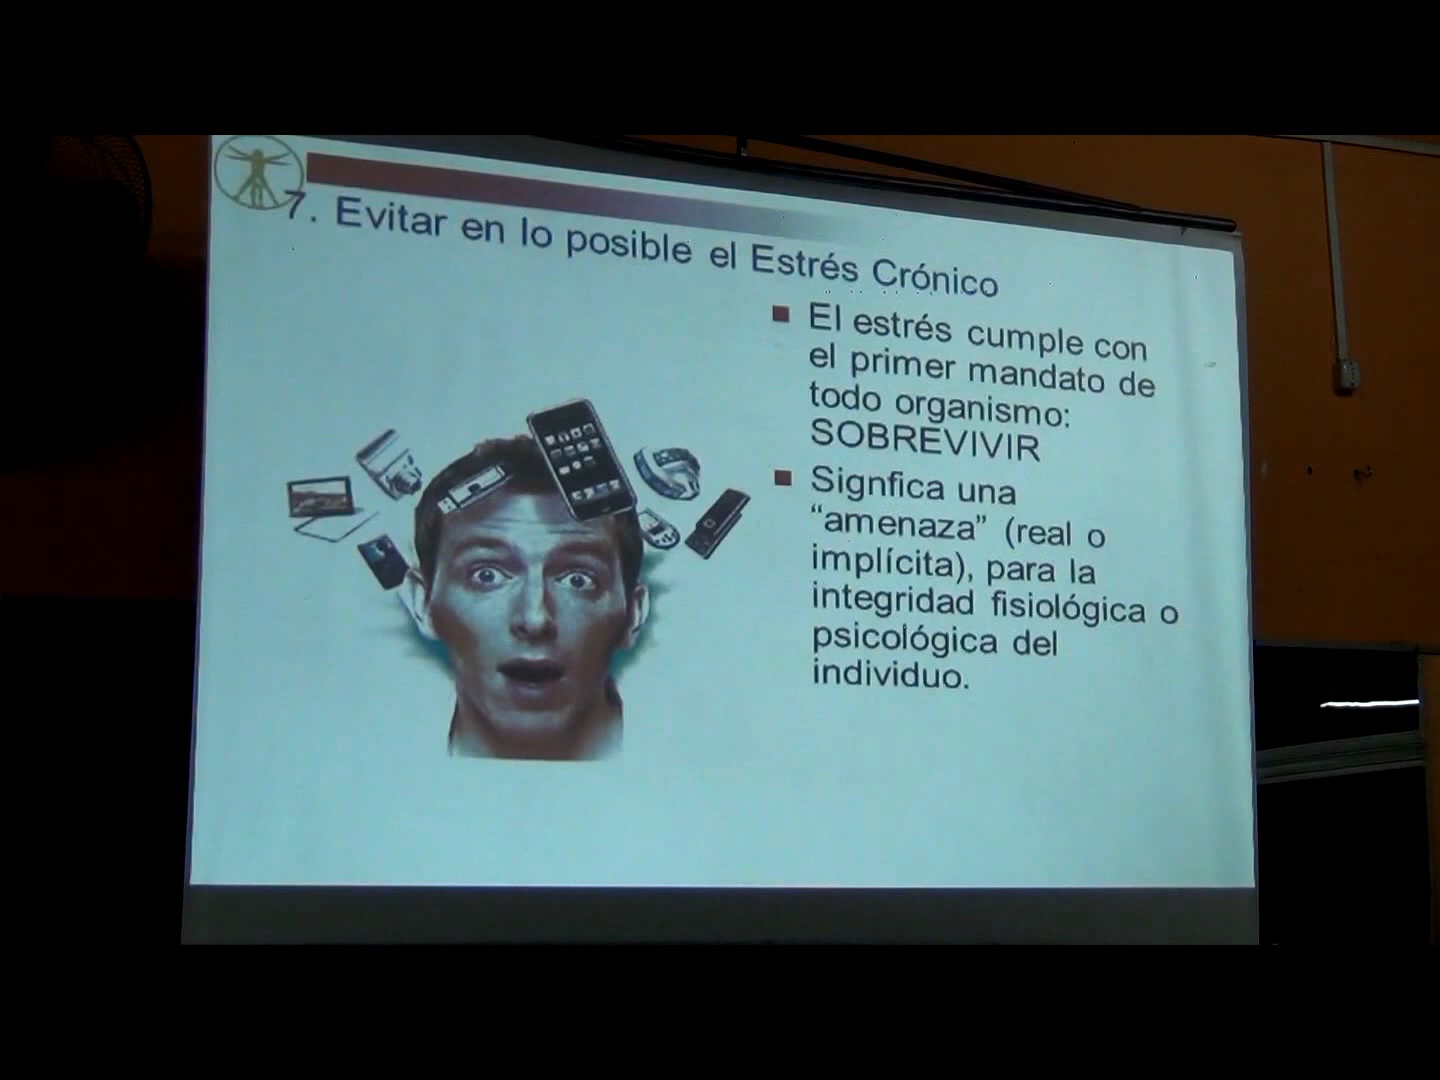 7. Evitar en lo posible el Estrés Crónico
El estrés cumple con
el primer mandato de
todo organismo:
SOBREVIVIR
Signfica una
“amenaza” (real o
implícita), para la
integridad fisiológica o
psicológica del
individuo.